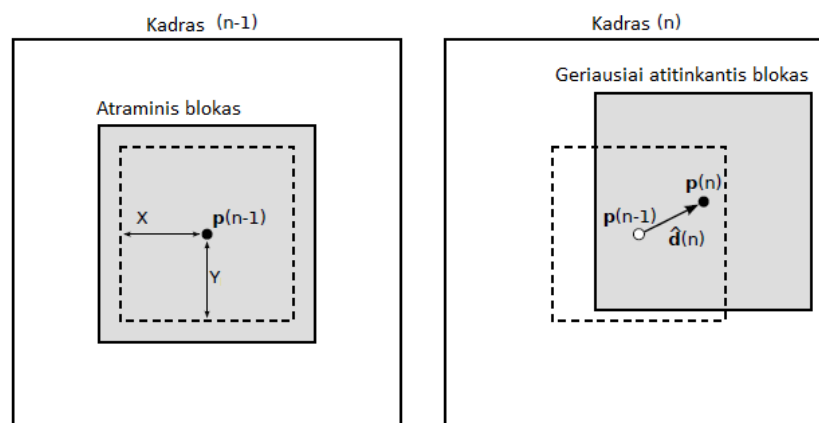 Kadras (n-1)
Atraminis blokas
p(n-1)
X
Y
Kadras (n)
Geriausiai atitinkantis blokas
p(n)
p(n-1)
d̂(n)